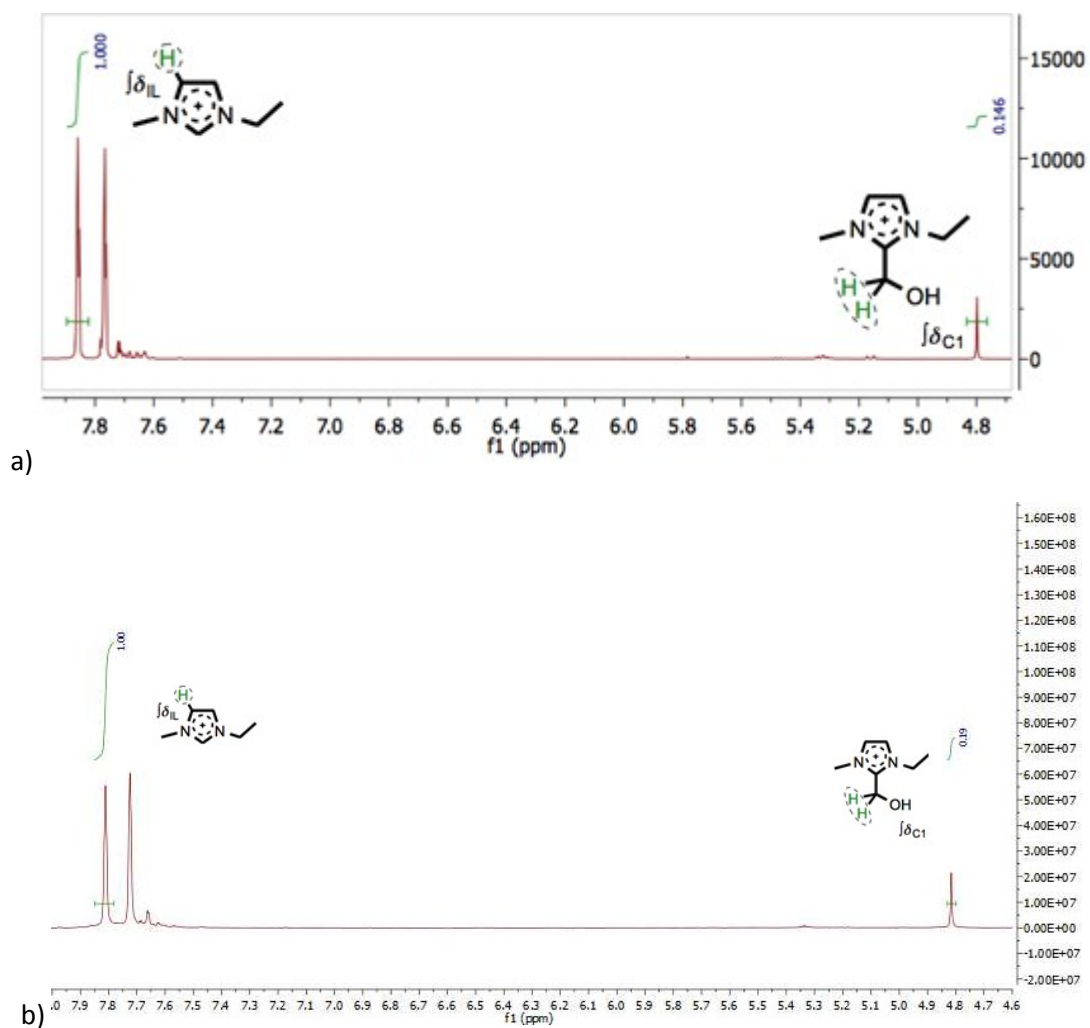 1.000
H
∫δIL
N
+
N
0.146
15000
10000
5000
0
N
+
N
H
H
OH
∫δC1
7.8 7.6 7.4 7.2 7.0 6.8 6.6 6.4 6.2 6.0 5.8 5.6 5.4 5.2 5.0 4.8
f1 (ppm)
a)
1.00
H
∫δIL
N
+
N
0.19
N
+
N
H
H
OH
∫δC1
1.60E+08
1.50E+08
1.40E+08
1.30E+08
1.20E+08
1.10E+08
1.00E+08
9.00E+07
8.00E+07
7.00E+07
6.00E+07
5.00E+07
4.00E+07
3.00E+07
2.00E+07
1.00E+07
0.00E+00
-1.00E+07
-2.00E+07
.0 7.9 7.8 7.7 7.6 7.5 7.4 7.3 7.2 7.1 7.0 6.9 6.8 6.7 6.6 6.5 6.4 6.3 6.2 6.1 6.0 5.9 5.8 5.7 5.6 5.5 5.4 5.3 5.2 5.1 5.0 4.9 4.8 4.7 4.6
f1 (ppm)
b)